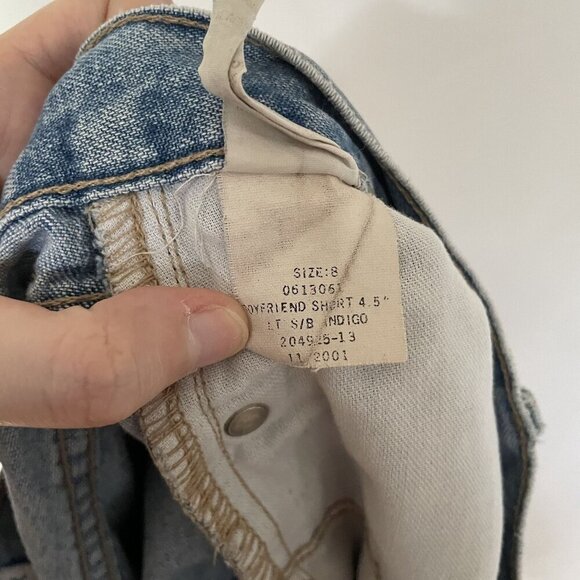 SIZE:8
0613061
BOYFRIEND SHORT 4.5"
LT S/B INDIGO
204925-13
11/2001